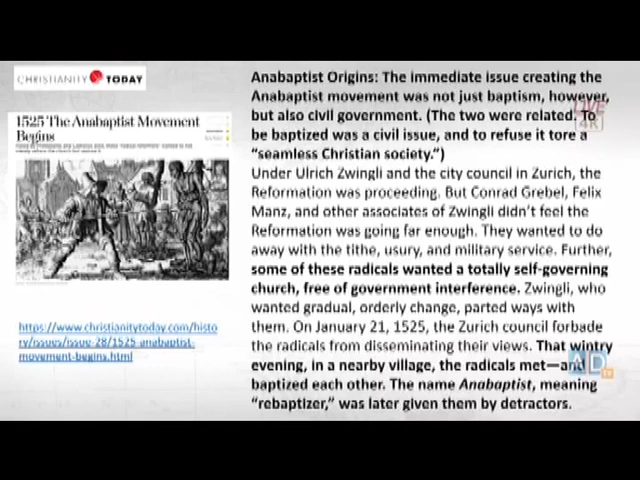 CHRISTIANITY TODAY
1525 The Anabaptist Movement
Begins
https://www.christianitytoday.com/histo
ry/issues/issue-28/1525-anabaptist-
movement-begins.html
Anabaptist Origins: The immediate issue creating the
Anabaptist movement was not just baptism, however,
but also civil government. (The two were related. To
be baptized was a civil issue, and to refuse it tore a
“seamless Christian society.”)
Under Ulrich Zwingli and the city council in Zurich, the
Reformation was proceeding. But Conrad Grebel, Felix
Manz, and other associates of Zwingli didn’t feel the
Reformation was going far enough. They wanted to do
away with the tithe, usury, and military service. Further,
some of these radicals wanted a totally self-governing
church, free of government interference. Zwingli, who
wanted gradual, orderly change, parted ways with
them. On January 21, 1525, the Zurich council forbade
the radicals from disseminating their views. That wintry
evening, in a nearby village, the radicals met—and
baptized each other. The name Anabaptist, meaning
“rebaptizer,” was later given them by detractors.
LIVE
4K
AD
TV